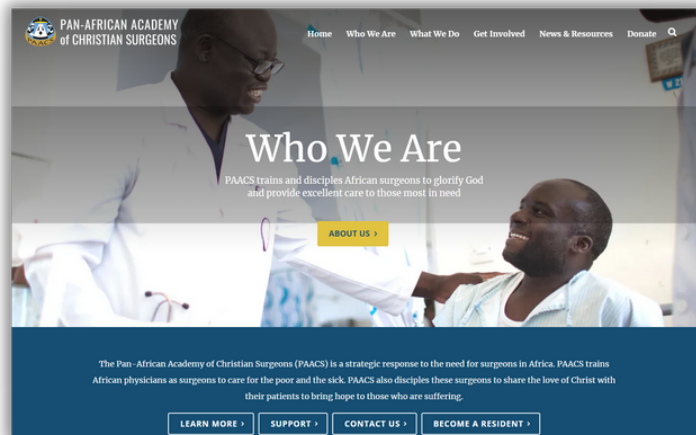 PAN-AFRICAN ACADEMY
of CHRISTIAN SURGEONS
PAACS
Home Who We Are What We Do Get Involved News & Resources Donate
Who We Are
PAACS trains and disciples African surgeons to glorify God
and provide excellent care to those most in need
ABOUT US ›
The Pan-African Academy of Christian Surgeons (PAACS) is a strategic response to the need for surgeons in Africa. PAACS trains
African physicians as surgeons to care for the poor and the sick. PAACS also disciples these surgeons to share the love of Christ with
their patients to bring hope to those who are suffering.
LEARN MORE › SUPPORT › CONTACT US › BECOME A RESIDENT ›